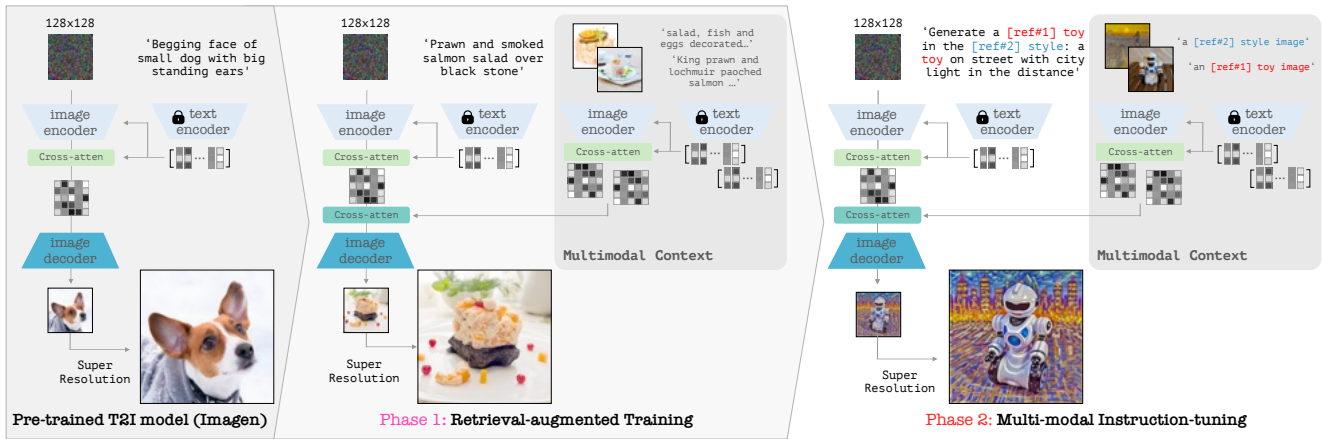 128x128
‘Begging face of
small dog with big
standing ears’
image
encoder
text
encoder
Cross-atten
image
decoder
Super
Resolution
Pre-trained T2I model (Imagen)
128x128
‘Prawn and smoked
salmon salad over
black stone’
image
encoder
text
encoder
Cross-atten
Cross-atten
image
decoder
Super
Resolution
‘salad, fish and
eggs decorated…’
‘King prawn and
lochmuir paoched
salmon …’
image
encoder
text
encoder
Cross-atten
Multimodal Context
Phase 1: Retrieval-augmented Training
128x128
‘Generate a [ref#1] toy
in the [ref#2] style: a
toy on street with city
light in the distance’
image
encoder
text
encoder
Cross-atten
Cross-atten
image
decoder
Super
Resolution
‘a [ref#2] style image‘
‘an [ref#1] toy image‘
image
encoder
text
encoder
Cross-atten
Multimodal Context
Phase 2: Multi-modal Instruction-tuning